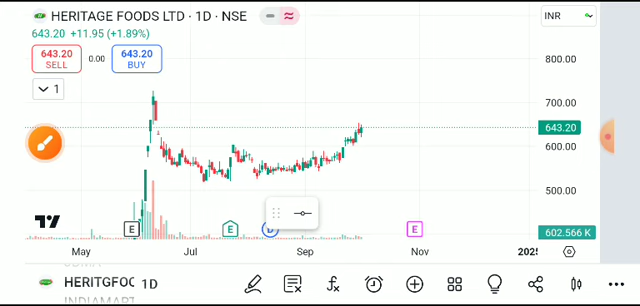 HERITAGE FOODS LTD · 1D · NSE
INR
643.20 +11.95 (+1.89%)
643.20
SELL
0.00
643.20
BUY
1
800.00
700.00
643.20
600.00
500.00
602.566 K
E
E
D
E
May
Jul
Sep
Nov
2025
HERITGFOO
1D
INDIAMART